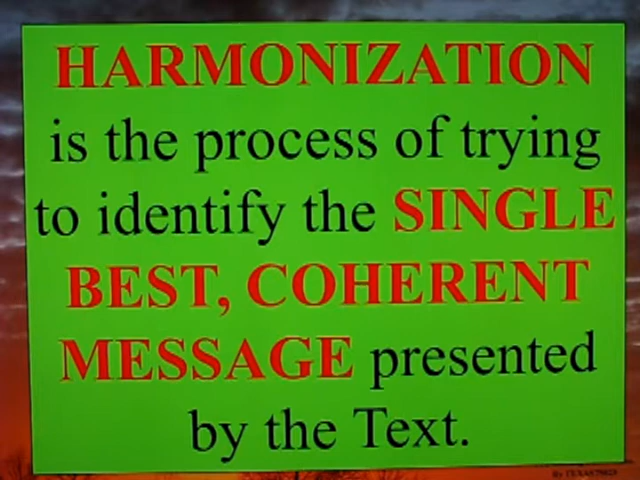 HARMONIZATION
is the process of trying
to identify the SINGLE
BEST, COHERENT
MESSAGE presented
by the Text.